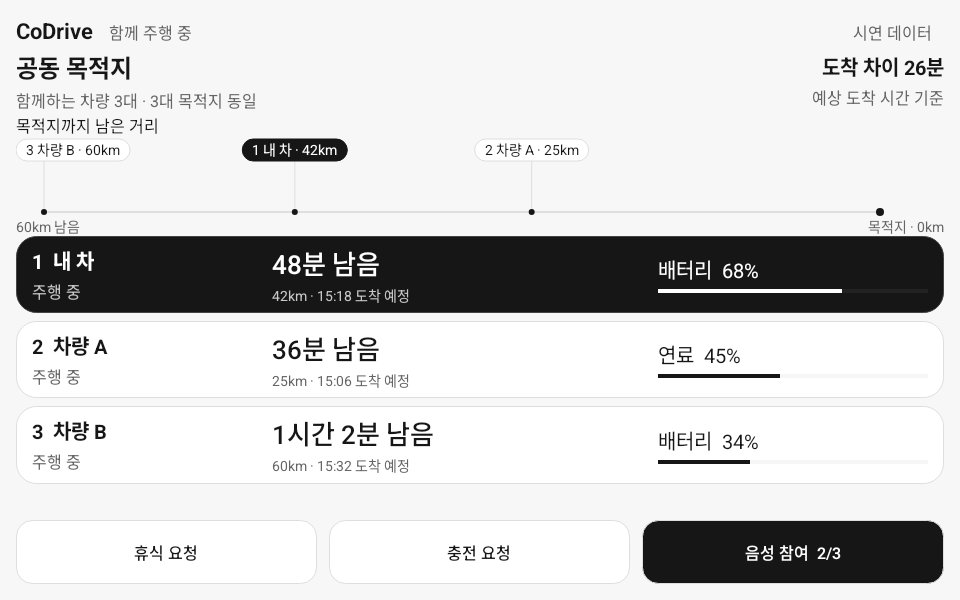 CoDrive 함께 주행 중
시연 데이터
공동 목적지
도착 차이 26분
함께하는 차량 3대 · 3대 목적지 동일
예상 도착 시간 기준
목적지까지 남은 거리
3 차량 B · 60km
1 내 차 · 42km
2 차량 A · 25km
60km 남음
목적지 · 0km
1 내 차
48분 남음
배터리 68%
주행 중
42km · 15:18 도착 예정
2 차량 A
36분 남음
연료 45%
주행 중
25km · 15:06 도착 예정
3 차량 B
1시간 2분 남음
배터리 34%
주행 중
60km · 15:32 도착 예정
휴식 요청
충전 요청
음성 참여 2/3